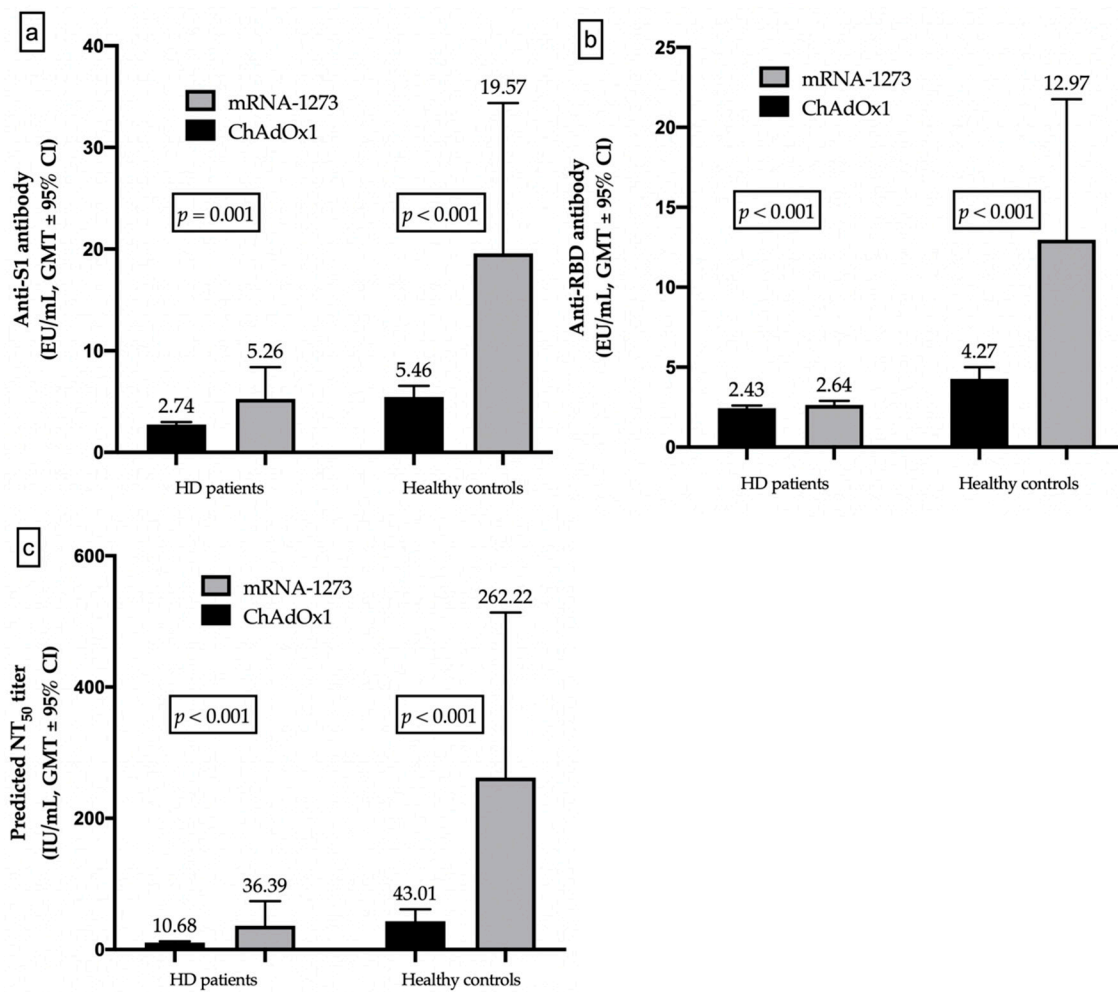 a
40
30
20
10
0
Anti-S1 antibody
(EU/mL, GMT ± 95% CI)
mRNA-1273
ChAdOx1
p = 0.001
p < 0.001
2.74
5.26
5.46
19.57
HD patients
Healthy controls
b
25
20
15
10
5
0
Anti-RBD antibody
(EU/mL, GMT ± 95% CI)
mRNA-1273
ChAdOx1
p < 0.001
p < 0.001
2.43
2.64
4.27
12.97
HD patients
Healthy controls
c
600
400
200
0
Predicted NT50 titer
(IU/mL, GMT ± 95% CI)
mRNA-1273
ChAdOx1
p < 0.001
p < 0.001
10.68
36.39
43.01
262.22
HD patients
Healthy controls